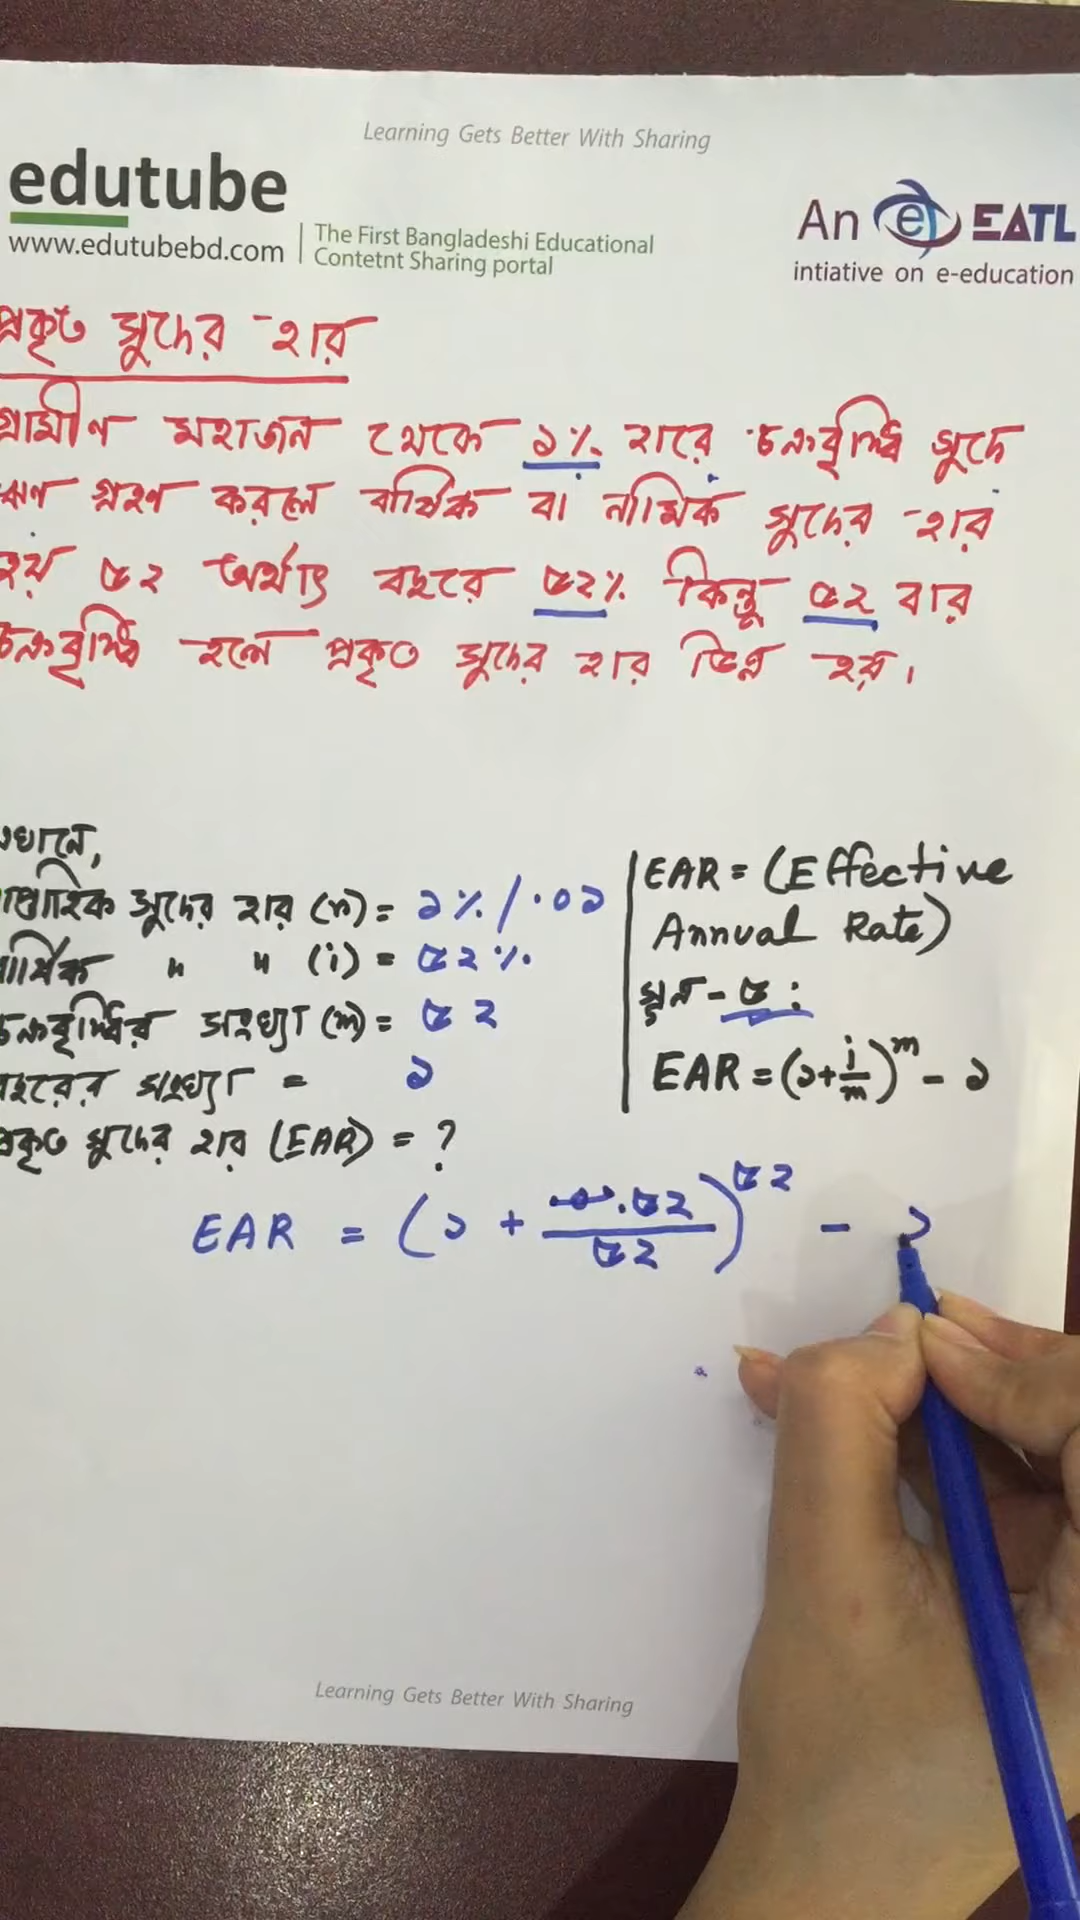 Learning Gets Better With Sharing
edutube
www.edutubebd.com
The First Bangladeshi Educational
Contetnt Sharing portal
An EATL
intiative on e-education
প্রকৃত সুদের হার
গ্রামীণ মহাজন থেকে ১% হারে চক্রবৃদ্ধি সুদে
ঋণ গ্রহণ করলে বার্ষিক বা নামিক সুদের হার
হয় ৫২ অর্থাৎ বছরে ৫২% কিন্তু ৫২ বার
চক্রবৃদ্ধি হলে প্রকৃত সুদের হার ভিন্ন হয়।
এখানে,
সাপ্তাহিক সুদের হার (r) = ১% / .০১
বার্ষিক " " (i) = ৫২%
চক্রবৃদ্ধির সংখ্যা (m) = ৫২
বছরের সংখ্যা = ১
প্রকৃত সুদের হার (EAR) = ?
EAR = (Effective
Annual Rate)
সূত্র - ৫ :
EAR = (১+i/m)^m - ১
EAR = (১ + .৫২/৫২)^৫২ - ১
Learning Gets Better With Sharing